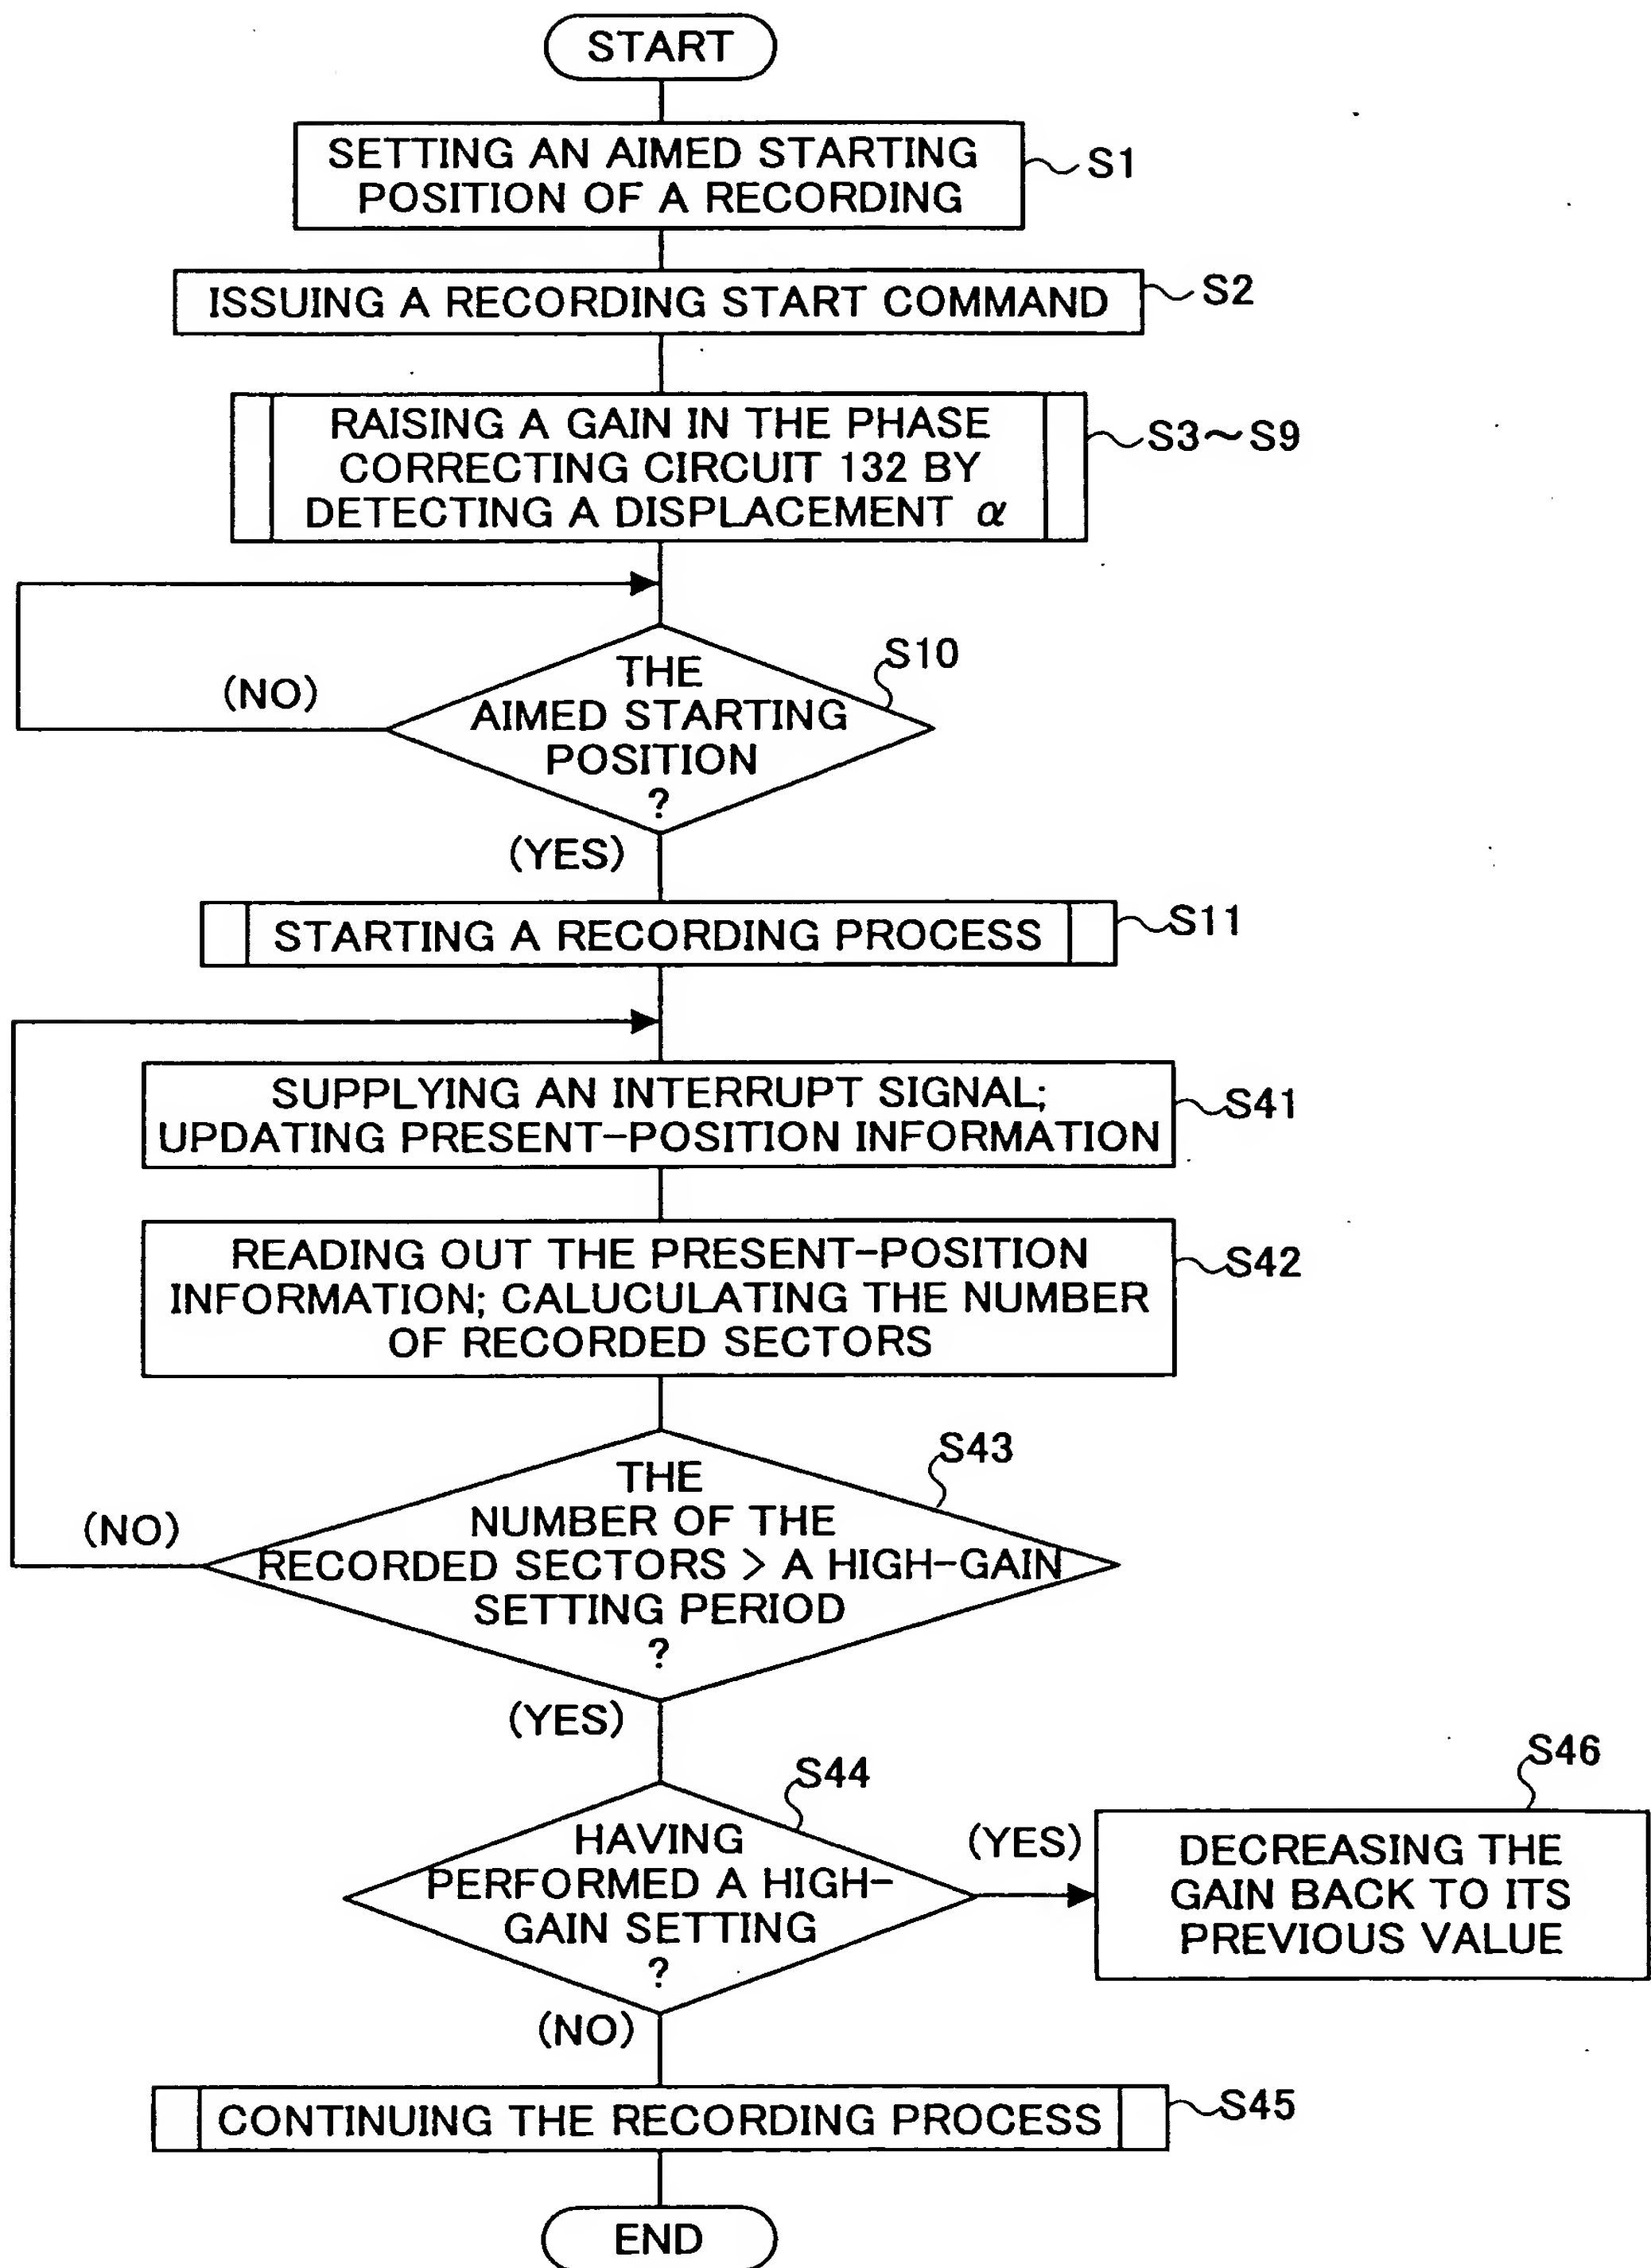 START
SETTING AN AIMED STARTING
POSITION OF A RECORDING
S1
ISSUING A RECORDING START COMMAND
S2
RAISING A GAIN IN THE PHASE
CORRECTING CIRCUIT 132 BY
DETECTING A DISPLACEMENT α
S3～S9
S10
THE
AIMED STARTING
POSITION
?
(NO)
(YES)
STARTING A RECORDING PROCESS
S11
SUPPLYING AN INTERRUPT SIGNAL;
UPDATING PRESENT-POSITION INFORMATION
S41
READING OUT THE PRESENT-POSITION
INFORMATION; CALUCULATING THE NUMBER
OF RECORDED SECTORS
S42
S43
THE
NUMBER OF THE
RECORDED SECTORS > A HIGH-GAIN
SETTING PERIOD
?
(NO)
(YES)
S44
HAVING
PERFORMED A HIGH-
GAIN SETTING
?
(YES)
S46
DECREASING THE
GAIN BACK TO ITS
PREVIOUS VALUE
(NO)
CONTINUING THE RECORDING PROCESS
S45
END